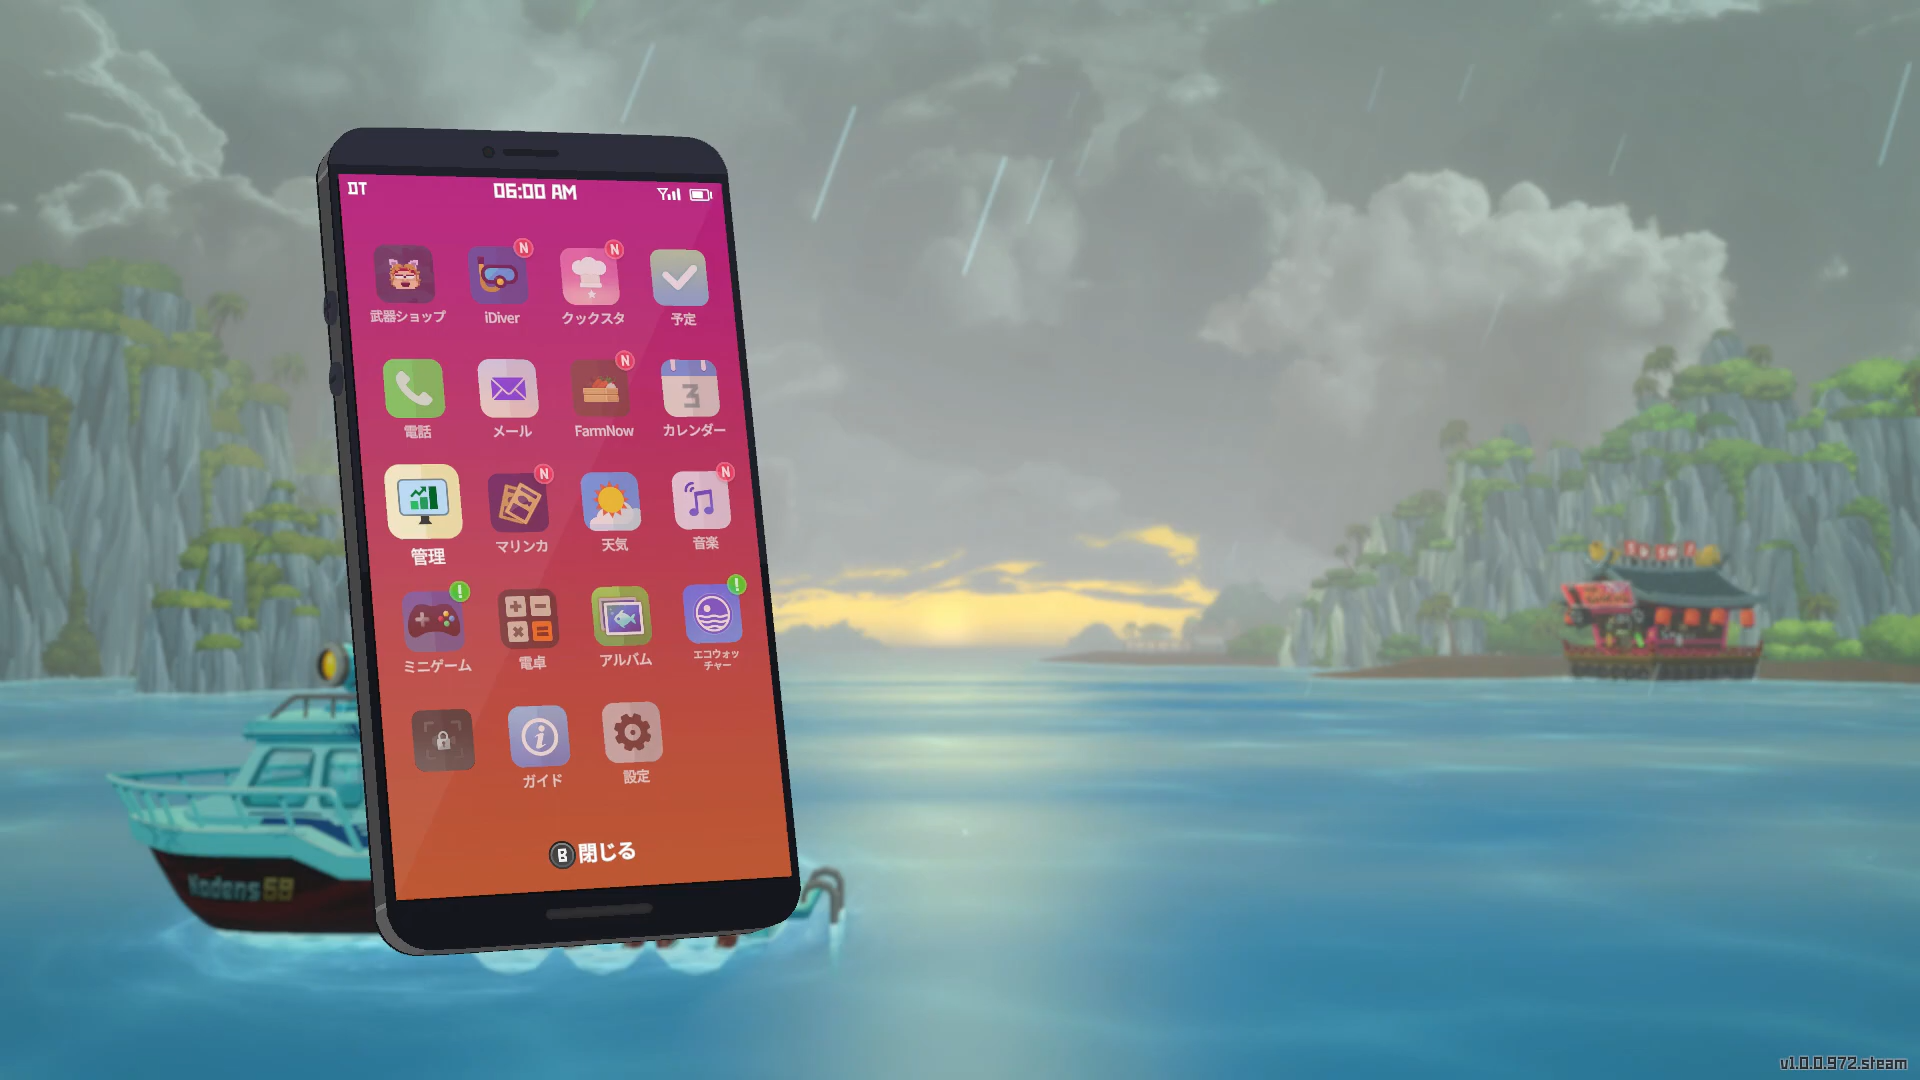 DT
06:00 AM
N
N
武器ショップ
iDiver
クックスタ
予定
N
3
電話
メール
FarmNow
カレンダー
N
N
管理
マリンカ
天気
音楽
!
!
ミニゲーム
電卓
アルバム
エコウォッ
チャー
ガイド
設定
B 閉じる
Nodens 68
v1.0.0.972.steam